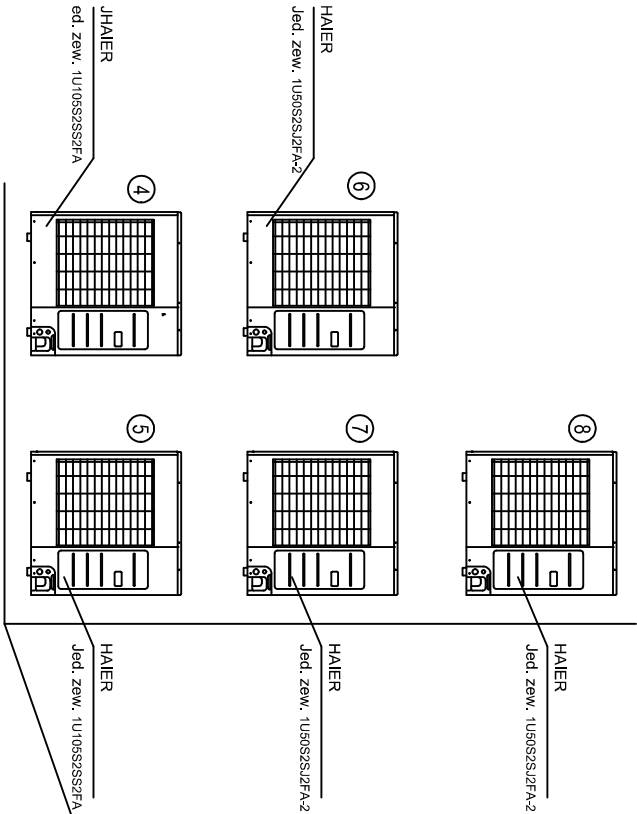 HAIER
Jed. zew. 1U50S2SJ2FA-2
JHAIER
ed. zew. 1U105S2SS2FA
6
4
8
7
5
HAIER
Jed. zew. 1U50S2SJ2FA-2
HAIER
Jed. zew. 1U50S2SJ2FA-2
HAIER
Jed. zew. 1U105S2SS2FA